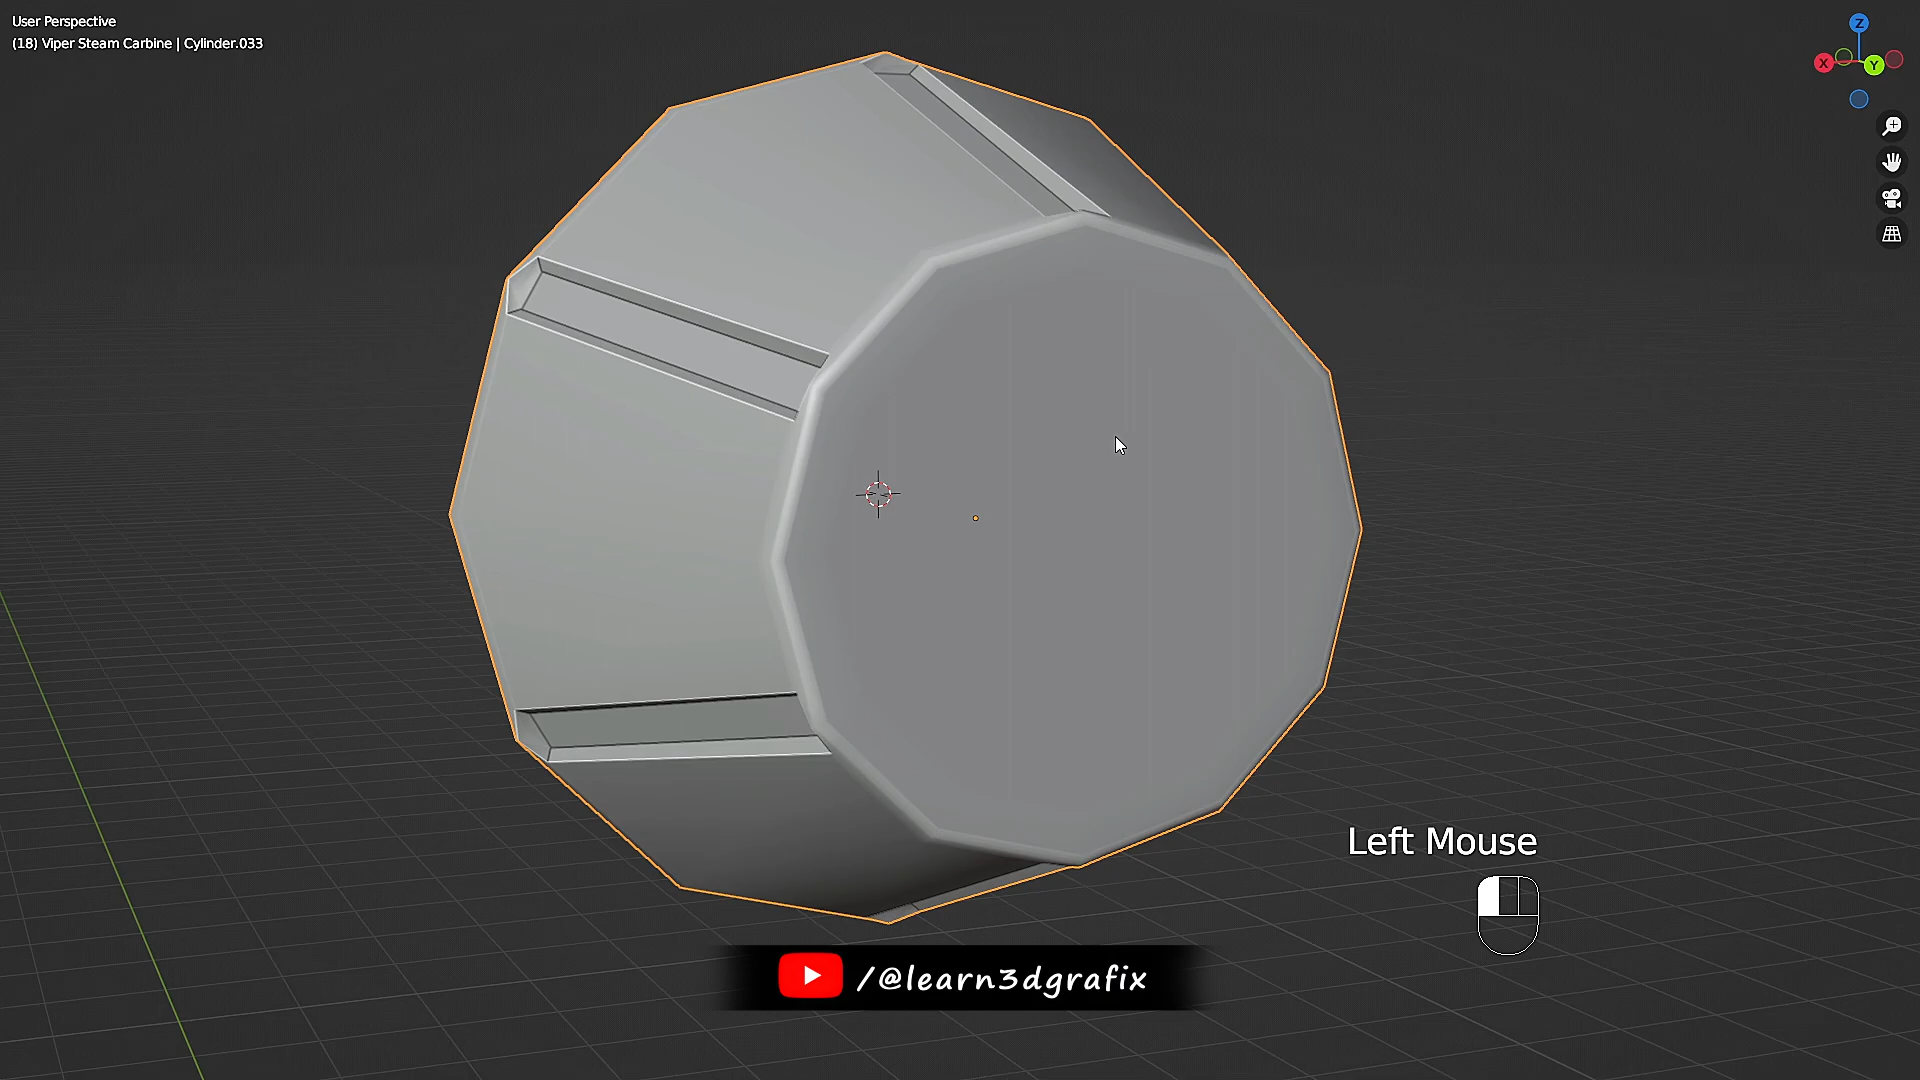 User Perspective
(18) Viper Steam Carbine | Cylinder.033
Z
X
Y
Left Mouse
/@learn3dgrafix